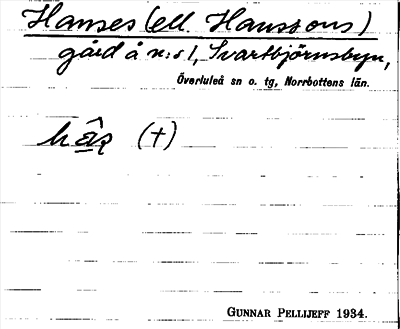 Hanses (ell. Hanssons)
gård å n:o 1, Svartbjörnsbyn,
Överluleå sn o. tg, Norrbottens län.
(+)
GUNNAR PELLIJEFF 1934.